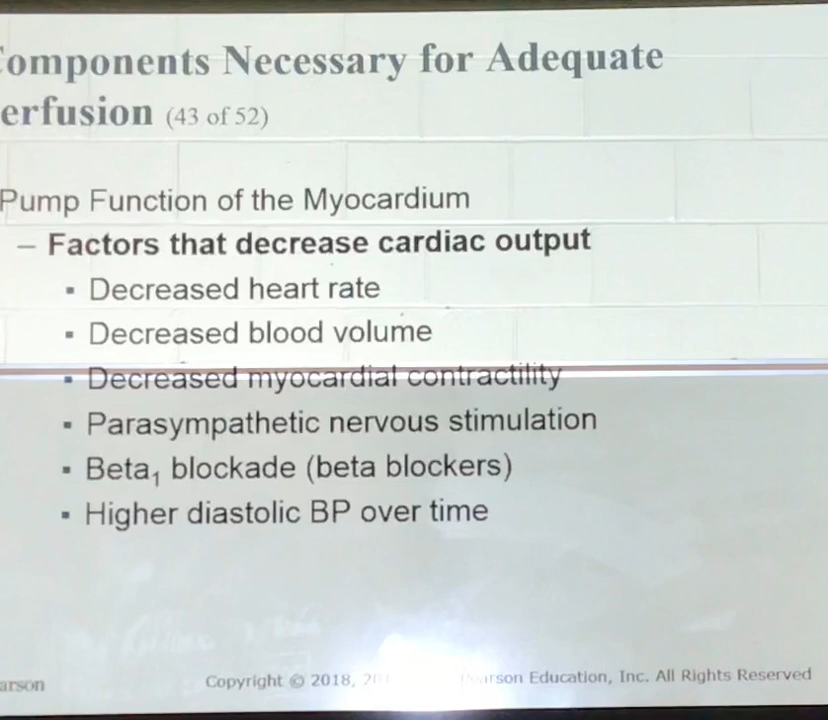 omponents Necessary for Adequate
erfusion (43 of 52)
Pump Function of the Myocardium
– Factors that decrease cardiac output
▪ Decreased heart rate
▪ Decreased blood volume
▪ Decreased myocardial contractility
▪ Parasympathetic nervous stimulation
▪ Beta₁ blockade (beta blockers)
▪ Higher diastolic BP over time
arson
Copyright © 2018, Pearson Education, Inc. All Rights Reserved